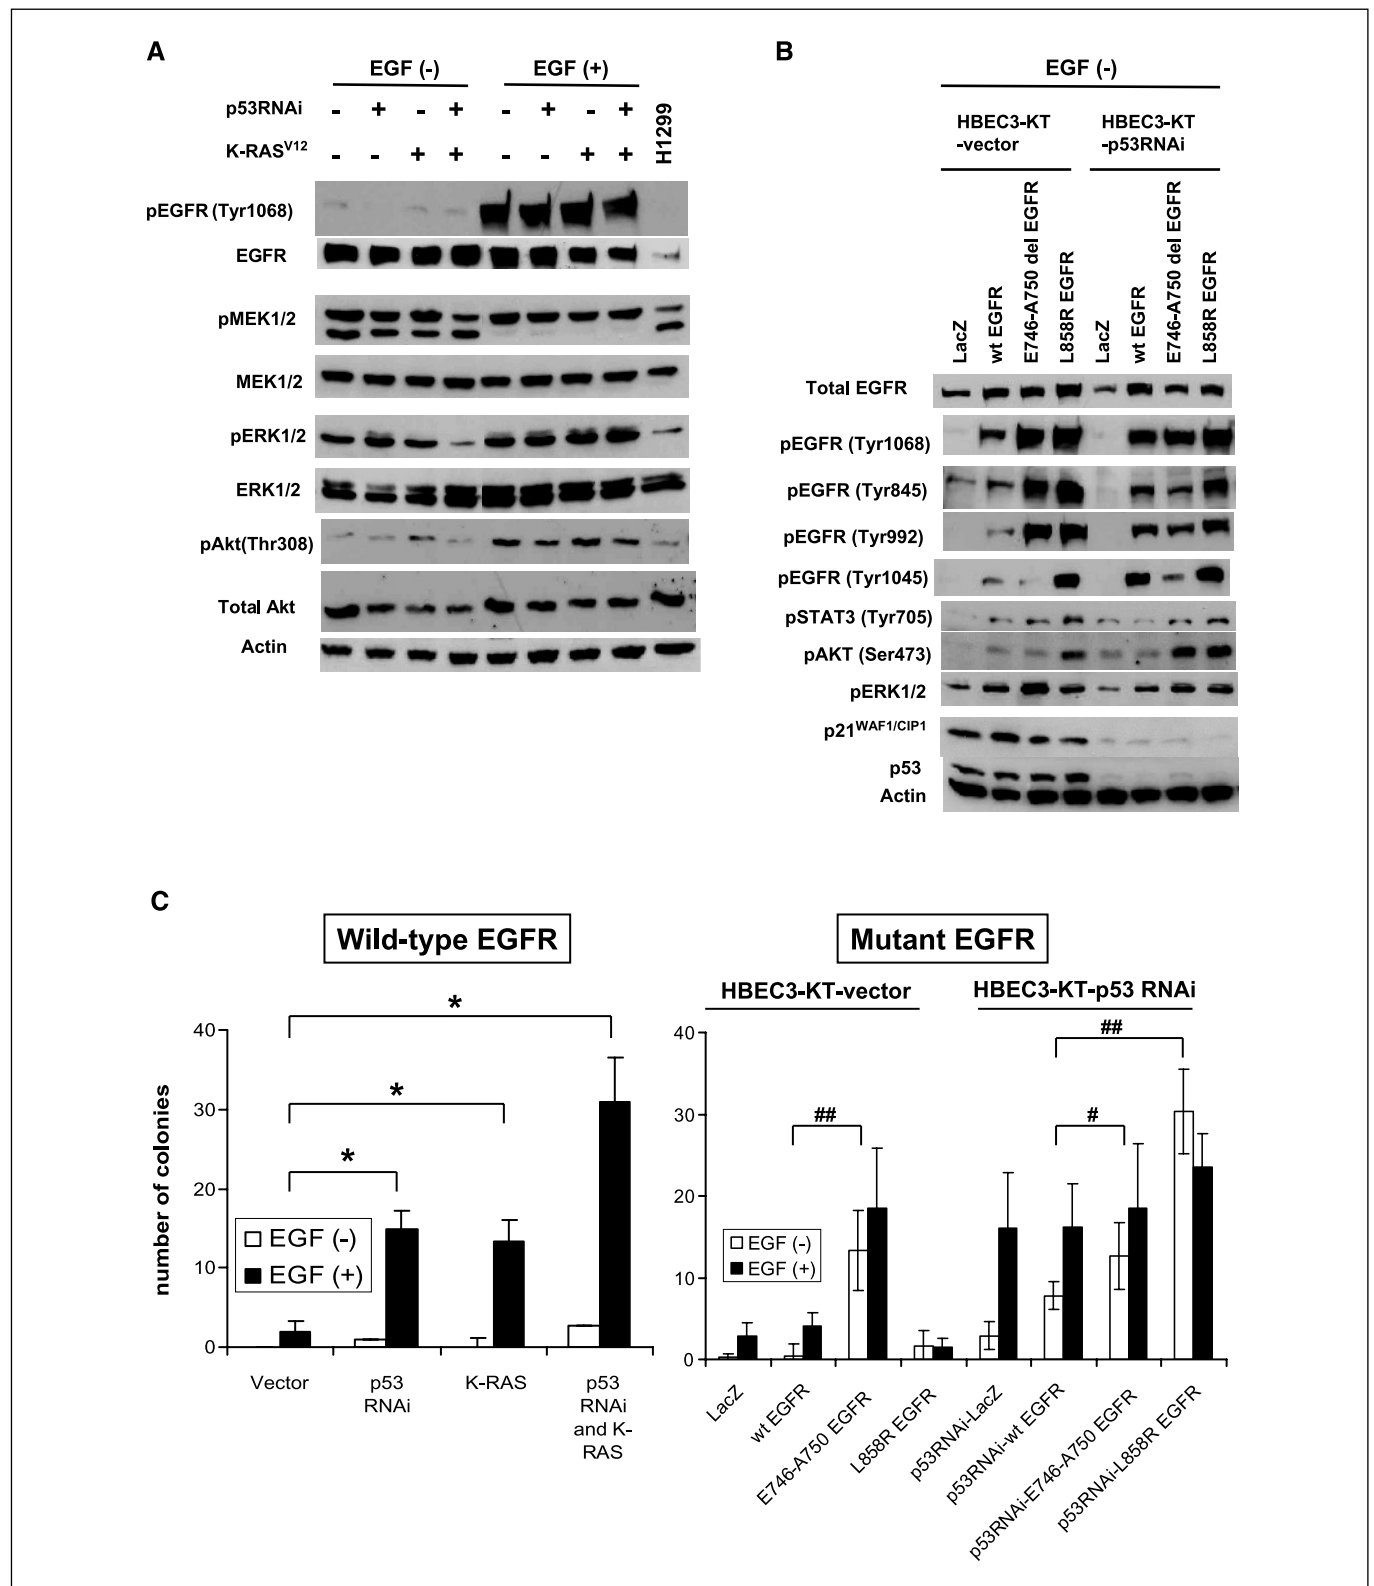 A
EGF (-)
EGF (+)
p53RNAi - + - + - + - +
K-RASV12 - - + + - - + +
H1299
pEGFR (Tyr1068)
EGFR
pMEK1/2
MEK1/2
pERK1/2
ERK1/2
pAkt(Thr308)
Total Akt
Actin
B
EGF (-)
HBEC3-KT
-vector
HBEC3-KT
-p53RNAi
LacZ
wt EGFR
E746-A750 del EGFR
L858R EGFR
LacZ
wt EGFR
E746-A750 del EGFR
L858R EGFR
Total EGFR
pEGFR (Tyr1068)
pEGFR (Tyr845)
pEGFR (Tyr992)
pEGFR (Tyr1045)
pSTAT3 (Tyr705)
pAKT (Ser473)
pERK1/2
p21WAF1/CIP1
p53
Actin
C
Wild-type EGFR
number of colonies
40
30
20
10
0
*
*
*
EGF (-)
EGF (+)
Vector
p53
RNAi
K-RAS
p53
RNAi
and K-
RAS
Mutant EGFR
HBEC3-KT-vector
HBEC3-KT-p53 RNAi
40
30
20
10
0
##
##
#
EGF (-)
EGF (+)
LacZ
wt EGFR
E746-A750 EGFR
L858R EGFR
p53RNAi-LacZ
p53RNAi-wt EGFR
p53RNAi-E746-A750 EGFR
p53RNAi-L858R EGFR